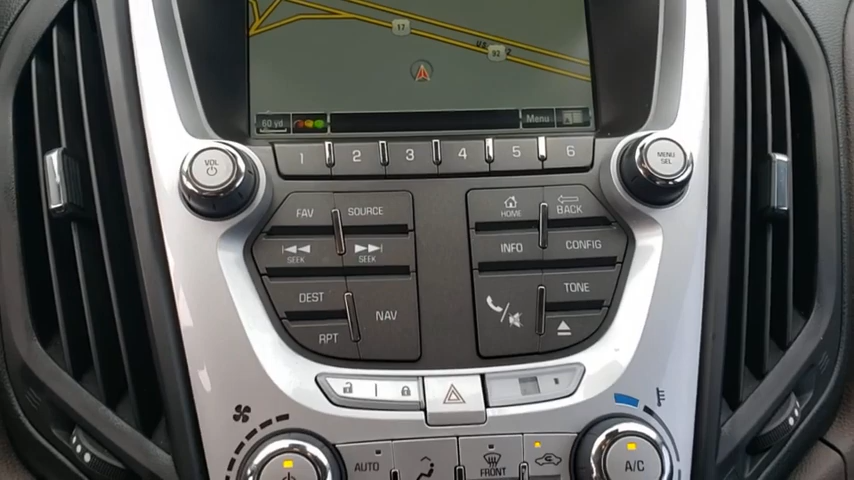 17
92
60 yd
Menu
1 2 3 4 5 6
VOL
MENU
SEL
FAV SOURCE
HOME BACK
SEEK SEEK
INFO CONFIG
DEST
NAV
TONE
RPT
AUTO
FRONT
A/C